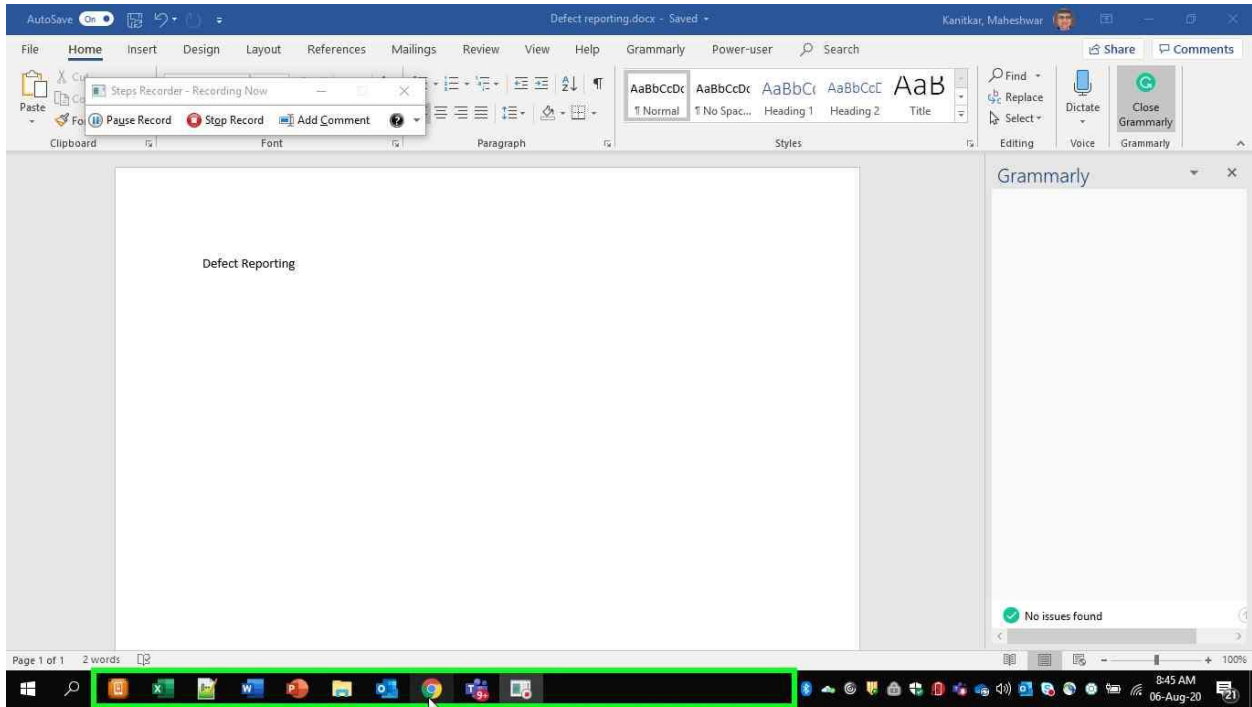 AutoSave On Defect reporting.docx - Saved Kanitkar, Maheshwar
File Home Insert Design Layout References Mailings Review View Help Grammarly Power-user Search Share Comments
Steps Recorder - Recording Now
Paste
Pause Record Stop Record Add Comment
AaBbCcDc AaBbCcDc AaBbC AaBbCcE AaB
¶ Normal ¶ No Spac... Heading 1 Heading 2 Title
Find
Replace
Select
Dictate
Close
Grammarly
Clipboard Font Paragraph Styles Editing Voice Grammarly
Grammarly
Defect Reporting
No issues found
Page 1 of 1 2 words 100%
8:45 AM
06-Aug-20
9+
21